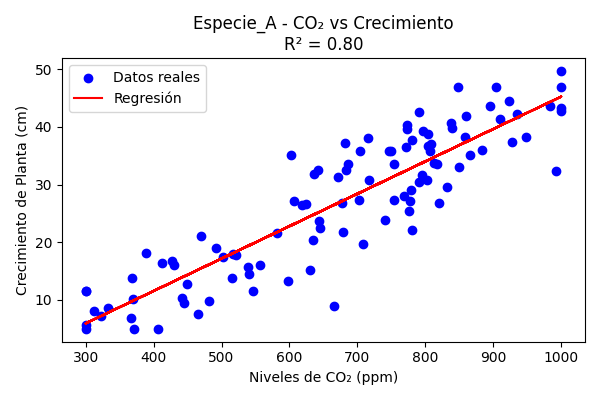 Especie_A - CO₂ vs Crecimiento
R² = 0.80
Datos reales
Regresión
Crecimiento de Planta (cm)
50
40
30
20
10
300 400 500 600 700 800 900 1000
Niveles de CO₂ (ppm)